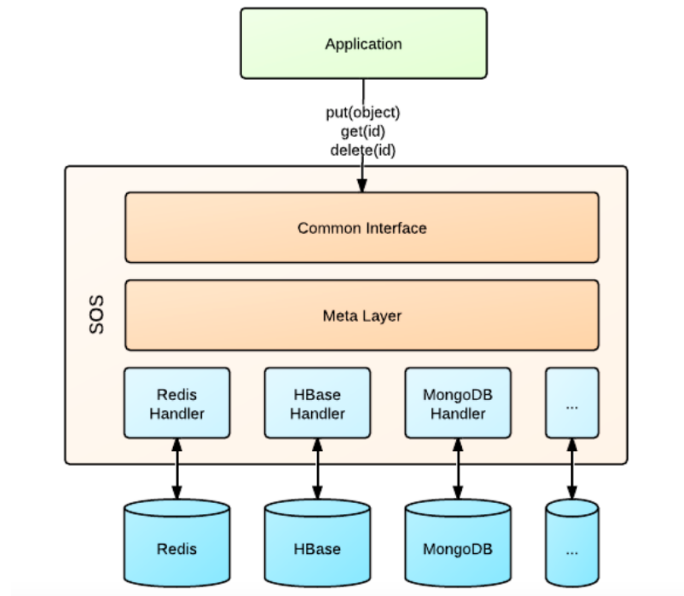 Application
put(object)
get(id)
delete(id)
SOS
Common Interface
Meta Layer
Redis
Handler
HBase
Handler
MongoDB
Handler
...
Redis
HBase
MongoDB
...